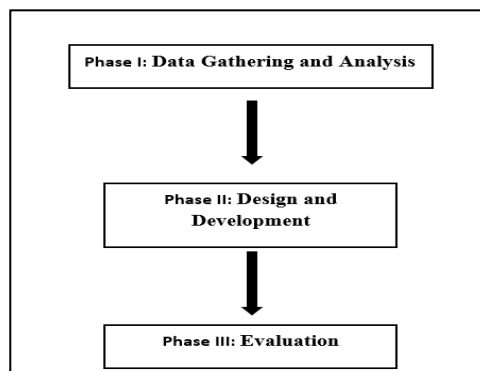 Phase I: Data Gathering and Analysis
Phase II: Design and
Development
Phase III: Evaluation